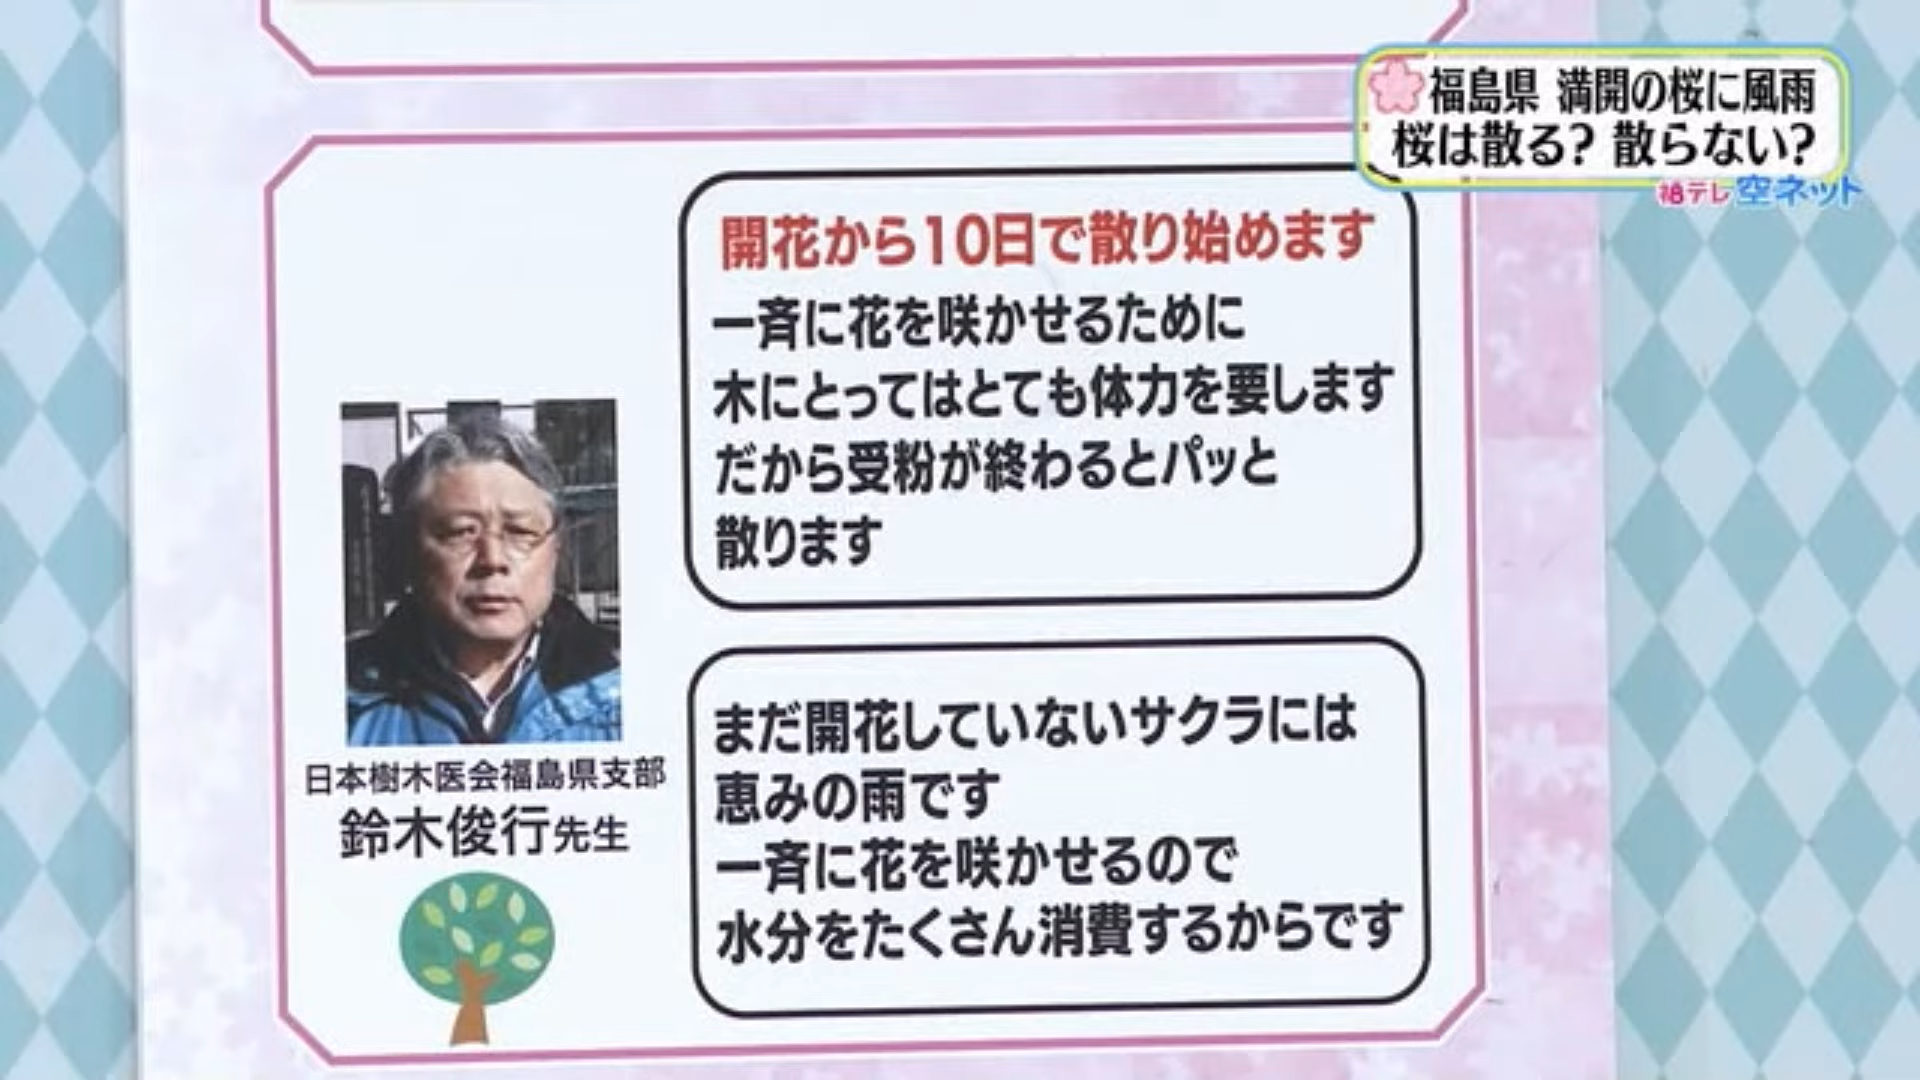 福島県 満開の桜に風雨
桜は散る? 散らない?
福テレ空ネット
開花から10日で散り始めます
一斉に花を咲かせるために
木にとってはとても体力を要します
だから受粉が終わるとパッと
散ります
まだ開花していないサクラには
恵みの雨です
一斉に花を咲かせるので
水分をたくさん消費するからです
日本樹木医会福島県支部
鈴木俊行先生